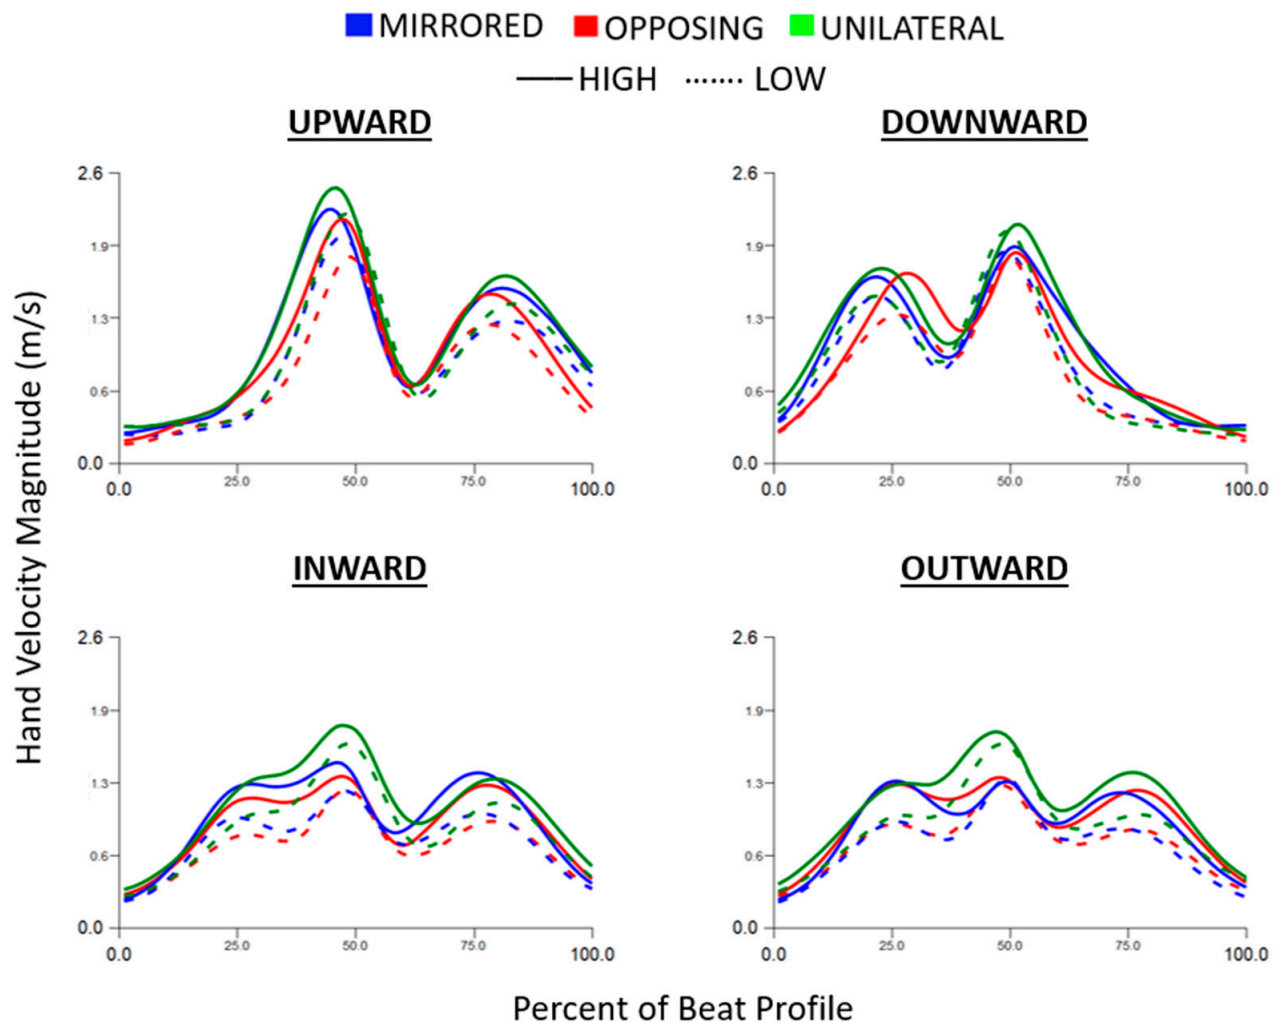 MIRRORED OPPOSING UNILATERAL
HIGH LOW
UPWARD
2.6
1.9
1.3
0.6
0.0
0.0 25.0 50.0 75.0 100.0
DOWNWARD
2.6
1.9
1.3
0.6
0.0
0.0 25.0 50.0 75.0 100.0
INWARD
2.6
1.9
1.3
0.6
0.0
0.0 25.0 50.0 75.0 100.0
OUTWARD
2.6
1.9
1.3
0.6
0.0
0.0 25.0 50.0 75.0 100.0
Hand Velocity Magnitude (m/s)
Percent of Beat Profile